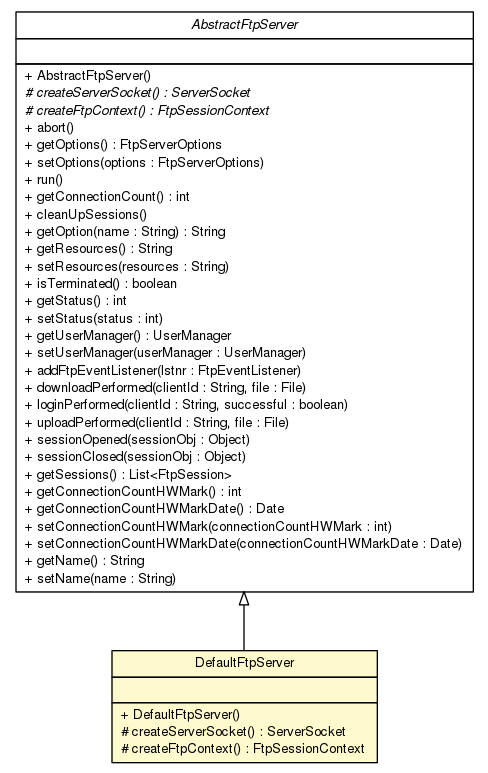 AbstractFtpServer
+ AbstractFtpServer()
# createServerSocket() : ServerSocket
# createFtpContext() : FtpSessionContext
+ abort()
+ getOptions() : FtpServerOptions
+ setOptions(options : FtpServerOptions)
+ run()
+ getConnectionCount() : int
+ cleanUpSessions()
+ getOption(name : String) : String
+ getResources() : String
+ setResources(resources : String)
+ isTerminated() : boolean
+ getStatus() : int
+ setStatus(status : int)
+ getUserManager() : UserManager
+ setUserManager(userManager : UserManager)
+ addFtpEventListener(lstnr : FtpEventListener)
+ downloadPerformed(clientId : String, file : File)
+ loginPerformed(clientId : String, successful : boolean)
+ uploadPerformed(clientId : String, file : File)
+ sessionOpened(sessionObj : Object)
+ sessionClosed(sessionObj : Object)
+ getSessions() : List<FtpSession>
+ getConnectionCountHWMark() : int
+ getConnectionCountHWMarkDate() : Date
+ setConnectionCountHWMark(connectionCountHWMark : int)
+ setConnectionCountHWMarkDate(connectionCountHWMarkDate : Date)
+ getName() : String
+ setName(name : String)
DefaultFtpServer
+ DefaultFtpServer()
# createServerSocket() : ServerSocket
# createFtpContext() : FtpSessionContext